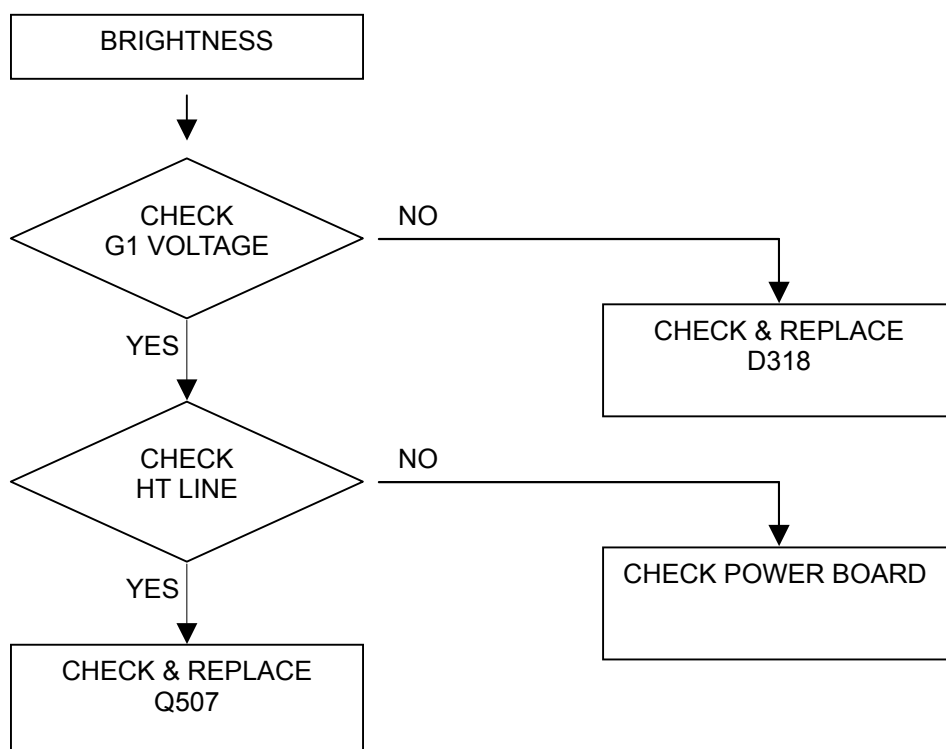 BRIGHTNESS
CHECK
G1 VOLTAGE
NO
CHECK & REPLACE
D318
YES
CHECK
HT LINE
NO
CHECK POWER BOARD
YES
CHECK & REPLACE
Q507